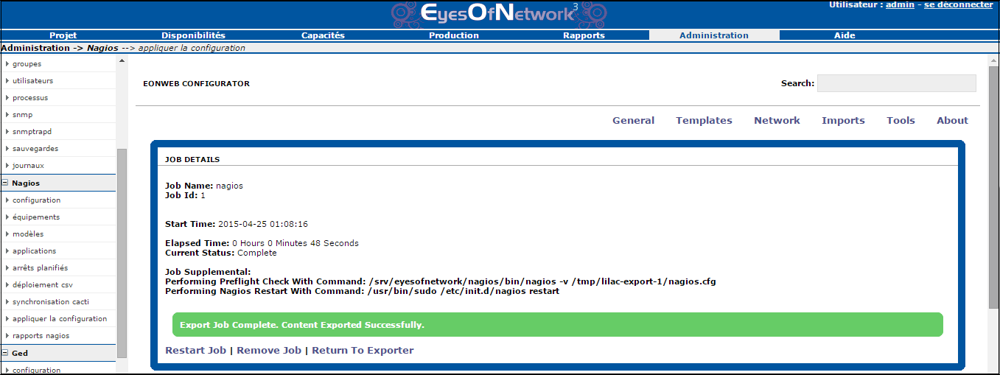 Utilisateur : admin - se déconnecter
EyesOfNetwork 3
Projet Disponibilités Capacités Production Rapports Administration Aide
Administration -> Nagios --> appliquer la configuration
groupes
utilisateurs
processus
snmp
snmptrapd
sauvegardes
journaux
Nagios
configuration
équipements
modèles
applications
arrêts planifiés
déploiement csv
synchronisation cacti
appliquer la configuration
rapports nagios
Ged
configuration
EONWEB CONFIGURATOR
Search:
General Templates Network Imports Tools About
JOB DETAILS
Job Name: nagios
Job Id: 1
Start Time: 2015-04-25 01:08:16
Elapsed Time: 0 Hours 0 Minutes 48 Seconds
Current Status: Complete
Job Supplemental:
Performing Preflight Check With Command: /srv/eyesofnetwork/nagios/bin/nagios -v /tmp/lilac-export-1/nagios.cfg
Performing Nagios Restart With Command: /usr/bin/sudo /etc/init.d/nagios restart
Export Job Complete. Content Exported Successfully.
Restart Job | Remove Job | Return To Exporter